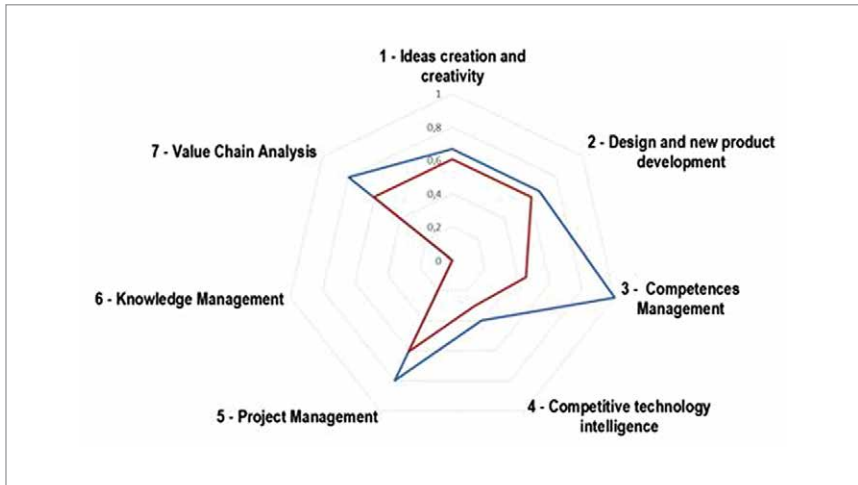 1 - Ideas creation and
creativity
2 - Design and new product
development
3 - Competences
Management
4 - Competitive technology
intelligence
5 - Project Management
6 - Knowledge Management
7 - Value Chain Analysis
1
0,8
0,6
0,4
0,2
0